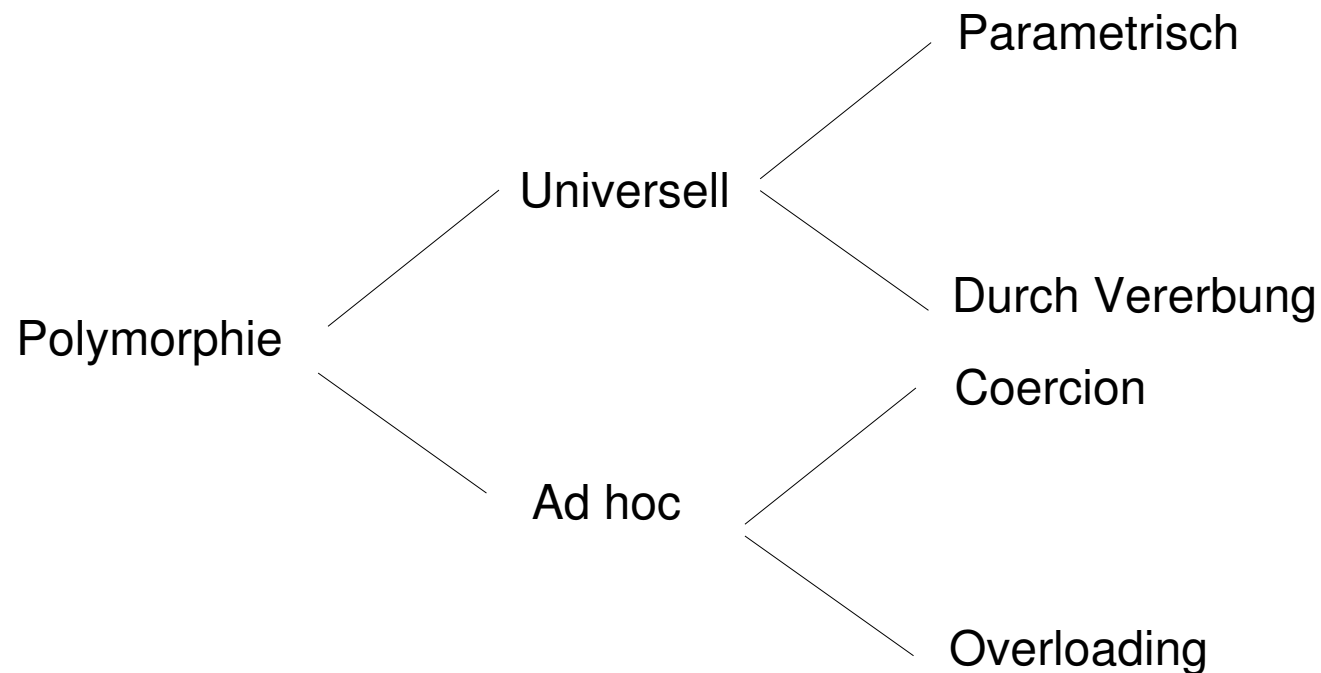 Parametrisch
Universell
Durch Vererbung
Polymorphie
Coercion
Ad hoc
Overloading